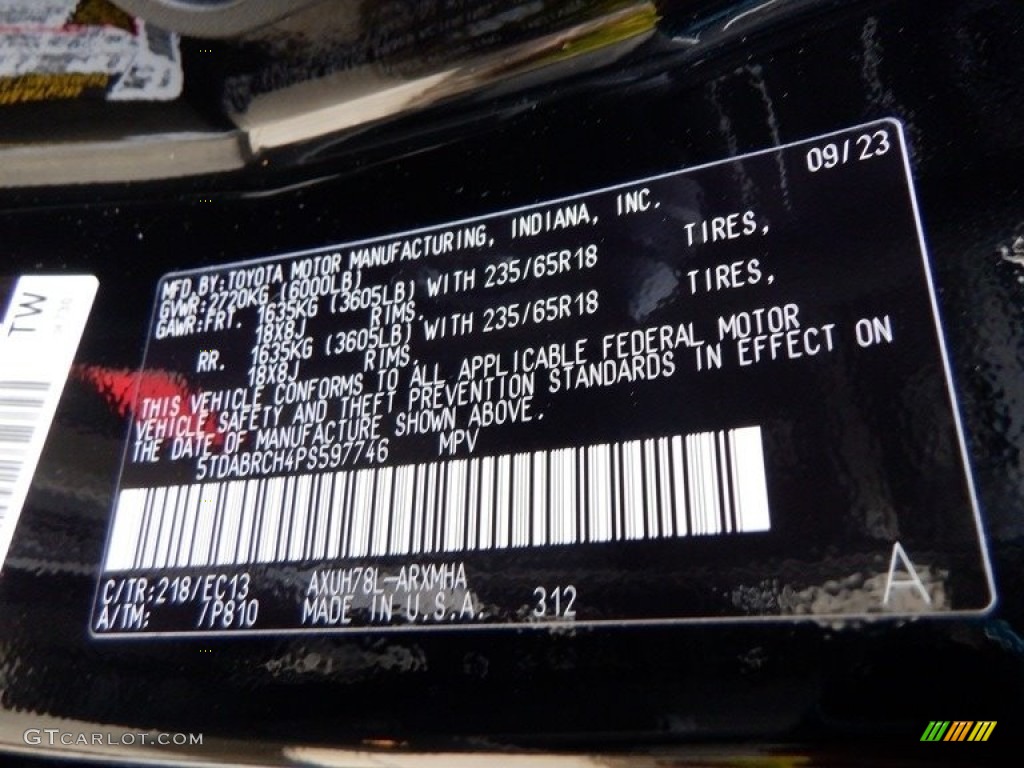 09/23
MFD.BY:TOYOTA MOTOR MANUFACTURING, INDIANA, INC.
GVWR:2720KG (6000LB)
GAWR:FRT. 1635KG (3605LB) WITH 235/65R18 TIRES,
18X8J RIMS.
RR. 1635KG (3605LB) WITH 235/65R18 TIRES,
18X8J RIMS.
THIS VEHICLE CONFORMS TO ALL APPLICABLE FEDERAL MOTOR
VEHICLE SAFETY AND THEFT PREVENTION STANDARDS IN EFFECT ON
THE DATE OF MANUFACTURE SHOWN ABOVE.
5TDABRCH4PS597746 MPV
C/TR:218/EC13 AXUH78L-ARXMHA
A/TM: /P810 MADE IN U.S.A. 312
A
TW
GTCARLOT.COM